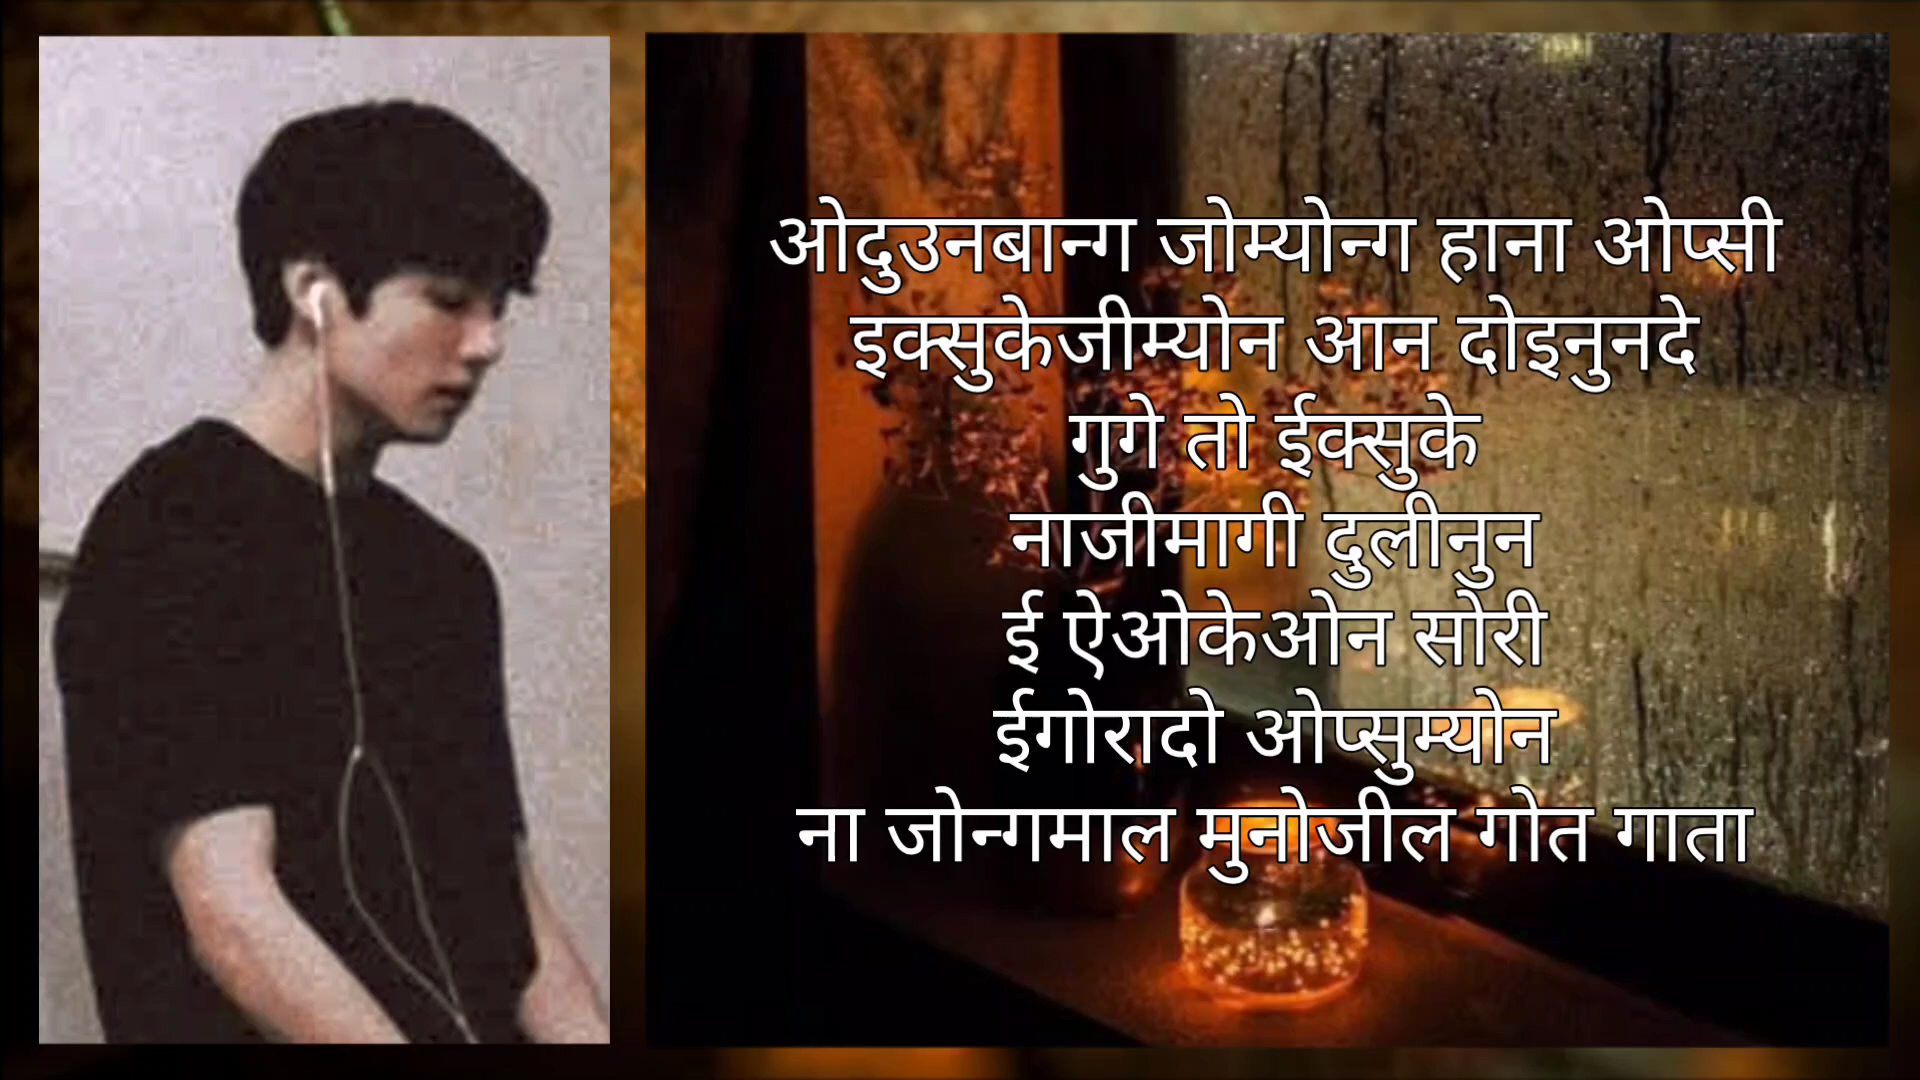 ओदुउनबान्ग जोम्योन्ग हाना ओप्सी
इक्सुकेजीम्योन आन दोइनुनदे
गुगे तो ईक्सुके
नाजीमागी दुलीनुन
ई ऐओकेओन सोरी
ईगोरादो ओप्सुम्योन
ना जोन्गमाल मुनोजील गोत गाता